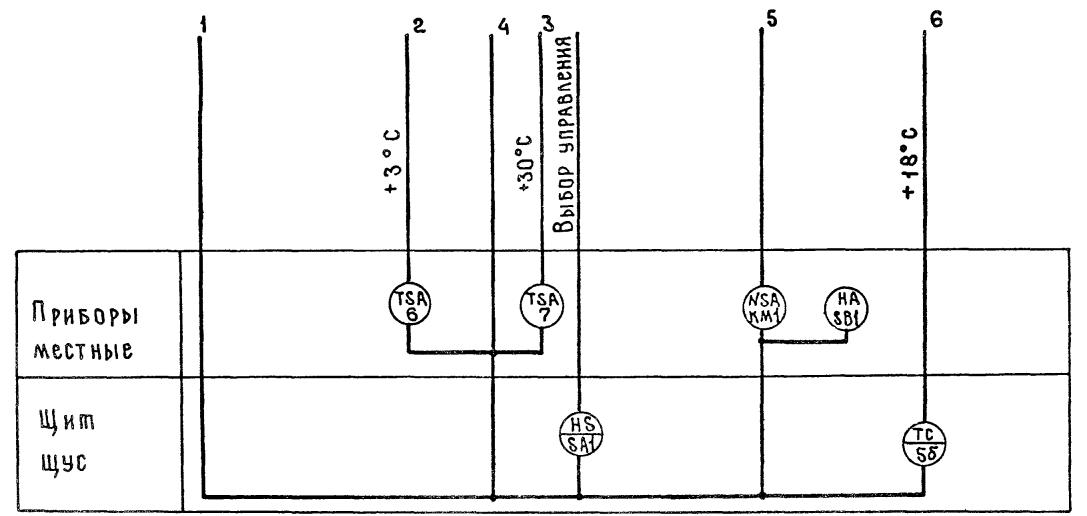 1
2
4
3
5
6
+3°C
+30°C
Выбор управления
+18°C
Приборы
местные
TSA
6
TSA
7
NSA
KM1
HA
SB1
Щит
ЩУС
HS
SA1
TC
5б